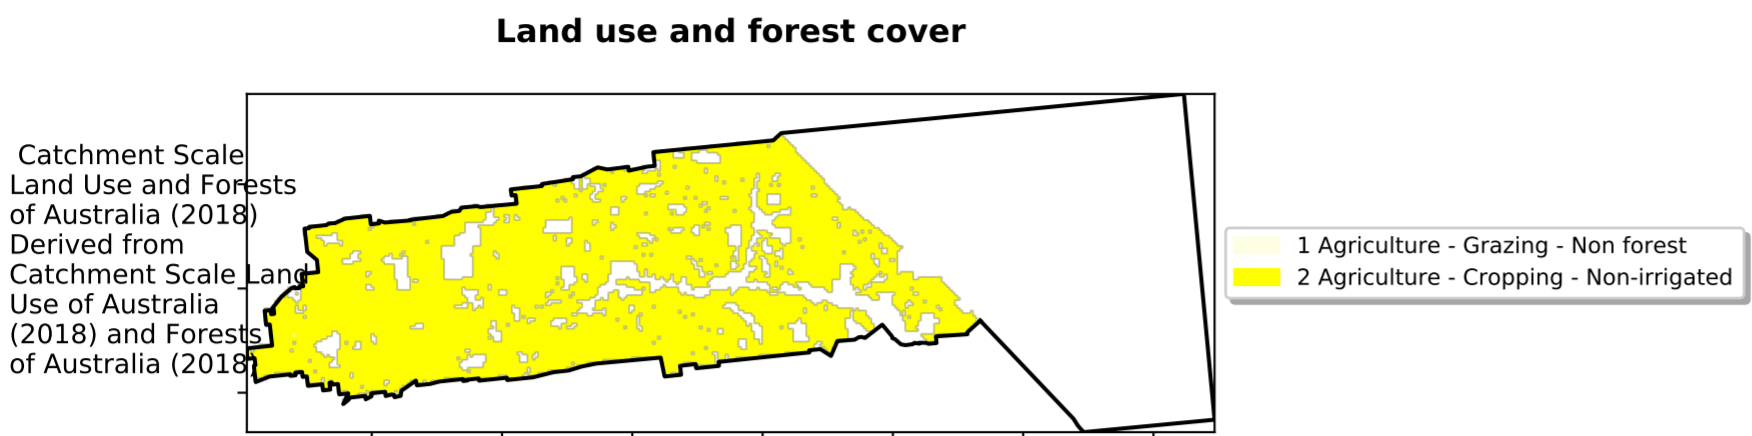 Land use and forest cover
Catchment Scale
Land Use and Forests
of Australia (2018)
Derived from
Catchment Scale Land
Use of Australia
(2018) and Forests
of Australia (2018
1 Agriculture - Grazing - Non forest
2 Agriculture - Cropping - Non-irrigated